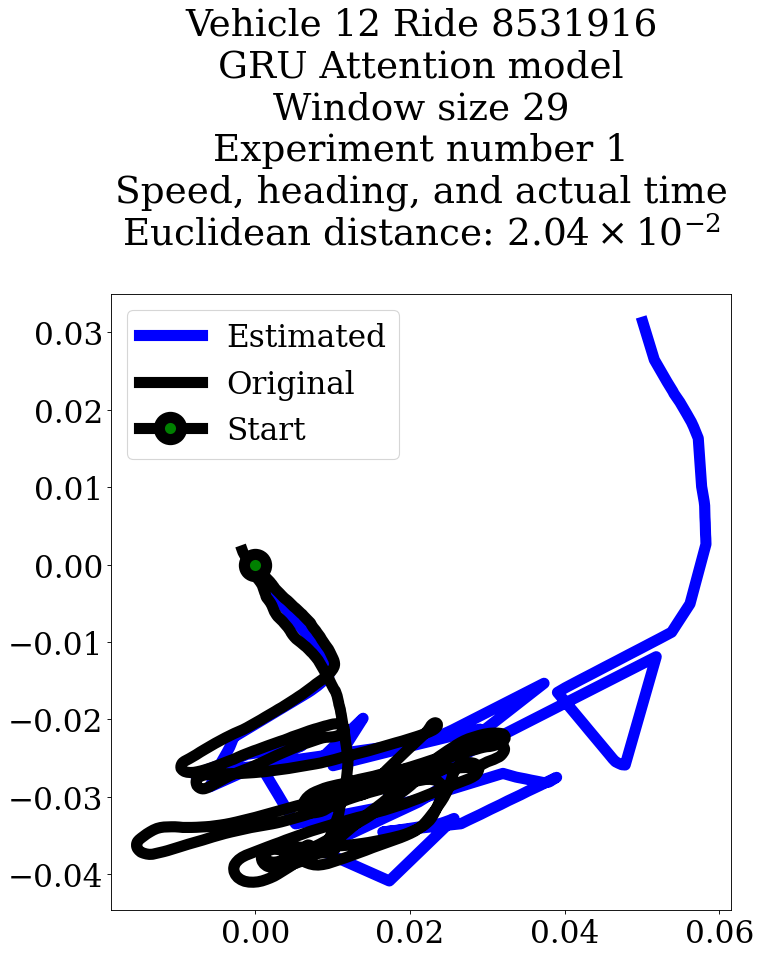 Vehicle 12 Ride 8531916
GRU Attention model
Window size 29
Experiment number 1
Speed, heading, and actual time
Euclidean distance: 2.04 × 10⁻²
Estimated
Original
Start
0.03
0.02
0.01
0.00
−0.01
−0.02
−0.03
−0.04
0.00 0.02 0.04 0.06